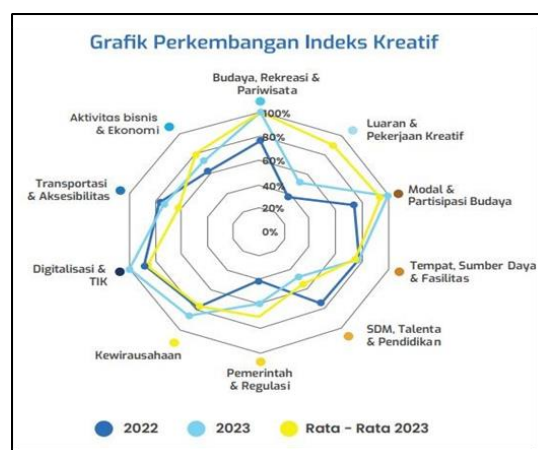 Grafik Perkembangan Indeks Kreatif
Budaya, Rekreasi &
Pariwisata
Aktivitas bisnis
& Ekonomi
Luaran &
Pekerjaan Kreatif
Transportasi
& Aksesibilitas
Modal &
Partisipasi Budaya
Digitalisasi &
TIK
Tempat, Sumber Daya
& Fasilitas
Kewirausahaan
SDM, Talenta
& Pendidikan
Pemerintah
& Regulasi
100%
80%
60%
40%
20%
0%
2022
2023
Rata - Rata 2023